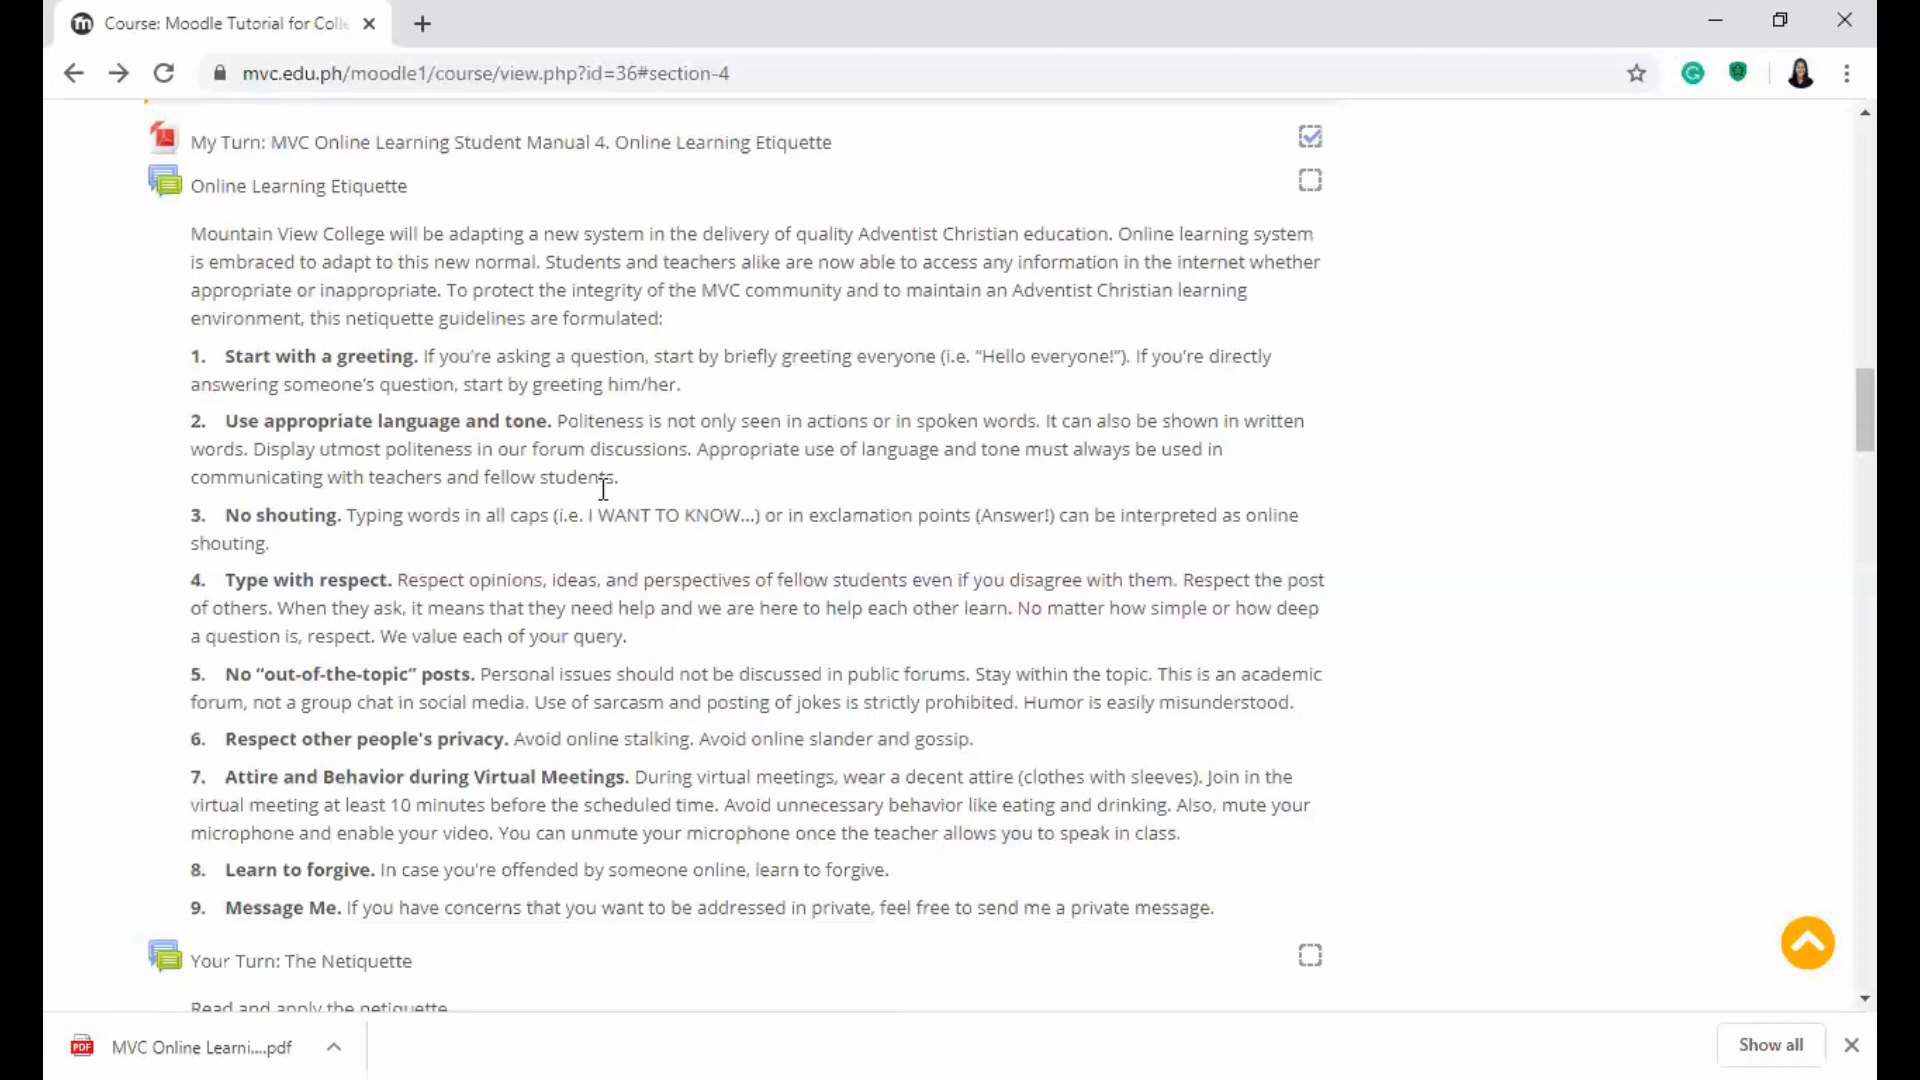 Course: Moodle Tutorial for Colle
mvc.edu.ph/moodle1/course/view.php?id=36#section-4
My Turn: MVC Online Learning Student Manual 4. Online Learning Etiquette
Online Learning Etiquette
Mountain View College will be adapting a new system in the delivery of quality Adventist Christian education. Online learning system
is embraced to adapt to this new normal. Students and teachers alike are now able to access any information in the internet whether
appropriate or inappropriate. To protect the integrity of the MVC community and to maintain an Adventist Christian learning
environment, this netiquette guidelines are formulated:
1. Start with a greeting. If you're asking a question, start by briefly greeting everyone (i.e. “Hello everyone!”). If you're directly
answering someone’s question, start by greeting him/her.
2. Use appropriate language and tone. Politeness is not only seen in actions or in spoken words. It can also be shown in written
words. Display utmost politeness in our forum discussions. Appropriate use of language and tone must always be used in
communicating with teachers and fellow students.
3. No shouting. Typing words in all caps (i.e. I WANT TO KNOW...) or in exclamation points (Answer!) can be interpreted as online
shouting.
4. Type with respect. Respect opinions, ideas, and perspectives of fellow students even if you disagree with them. Respect the post
of others. When they ask, it means that they need help and we are here to help each other learn. No matter how simple or how deep
a question is, respect. We value each of your query.
5. No “out-of-the-topic” posts. Personal issues should not be discussed in public forums. Stay within the topic. This is an academic
forum, not a group chat in social media. Use of sarcasm and posting of jokes is strictly prohibited. Humor is easily misunderstood.
6. Respect other people's privacy. Avoid online stalking. Avoid online slander and gossip.
7. Attire and Behavior during Virtual Meetings. During virtual meetings, wear a decent attire (clothes with sleeves). Join in the
virtual meeting at least 10 minutes before the scheduled time. Avoid unnecessary behavior like eating and drinking. Also, mute your
microphone and enable your video. You can unmute your microphone once the teacher allows you to speak in class.
8. Learn to forgive. In case you're offended by someone online, learn to forgive.
9. Message Me. If you have concerns that you want to be addressed in private, feel free to send me a private message.
Your Turn: The Netiquette
Read and apply the netiquette
MVC Online Learni....pdf
Show all